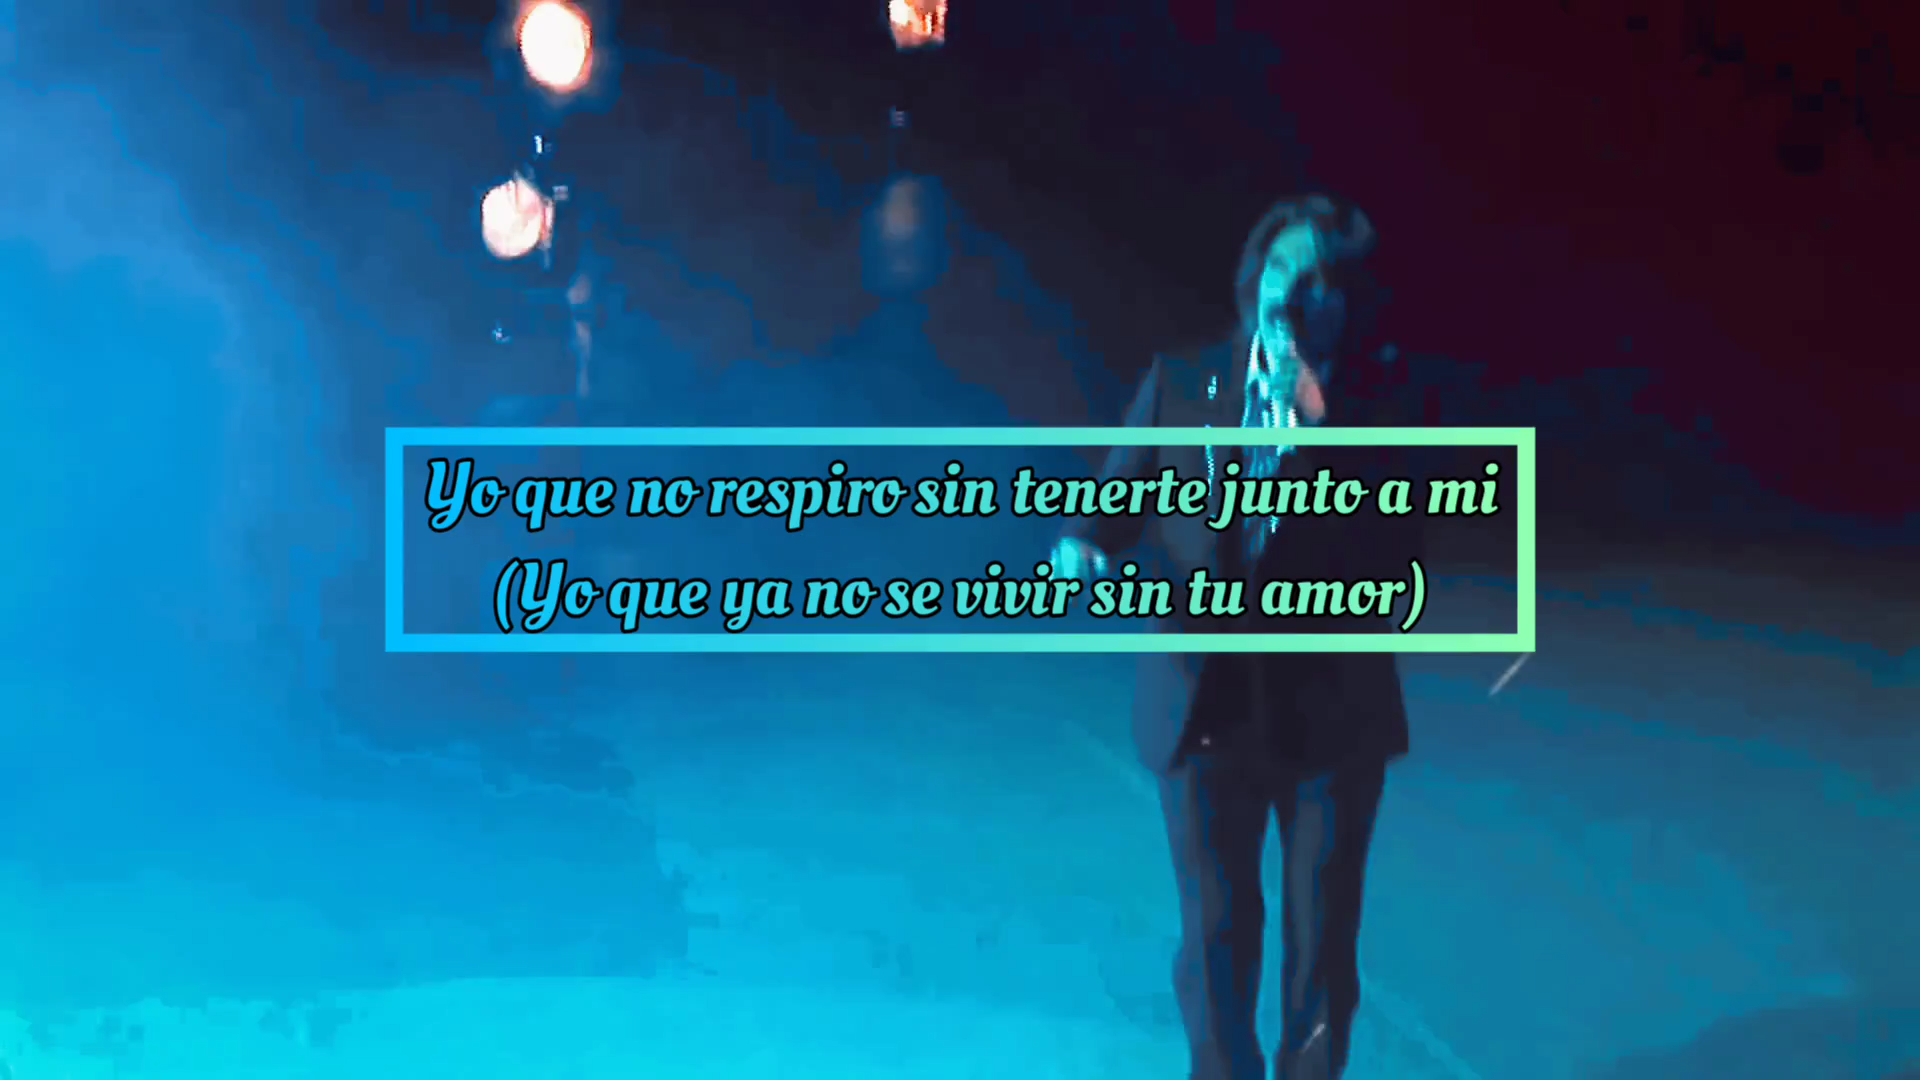 Yo que no respiro sin tenerte junto a mi
(Yo que ya no se vivir sin tu amor)